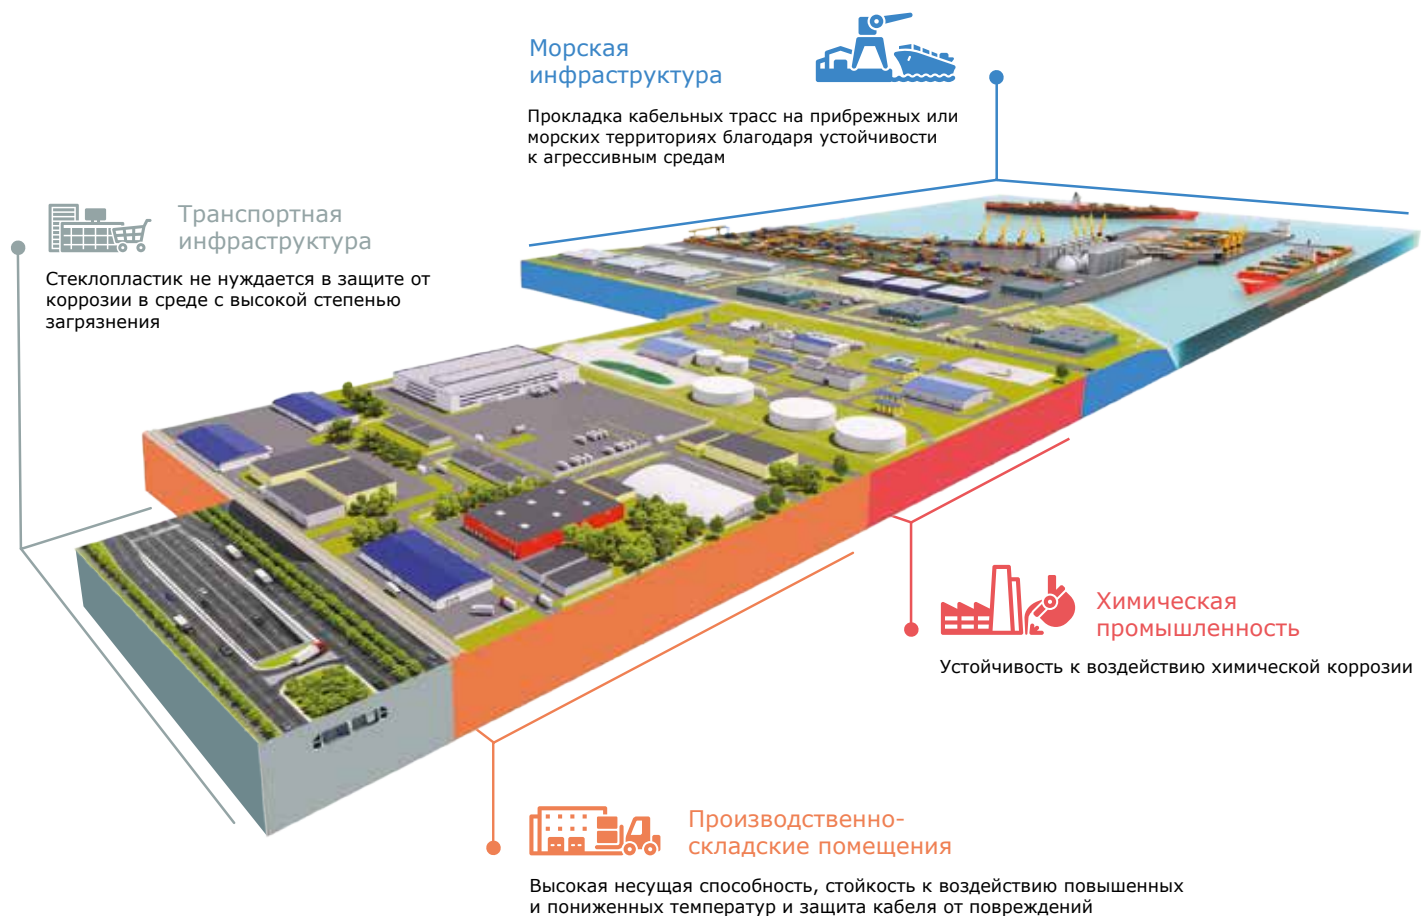 Морская
инфраструктура
Прокладка кабельных трасс на прибрежных или
морских территориях благодаря устойчивости
к агрессивным средам
Транспортная
инфраструктура
Стеклопластик не нуждается в защите от
коррозии в среде с высокой степенью
загрязнения
Химическая
промышленность
Устойчивость к воздействию химической коррозии
Производственно-
складские помещения
Высокая несущая способность, стойкость к воздействию повышенных
и пониженных температур и защита кабеля от повреждений